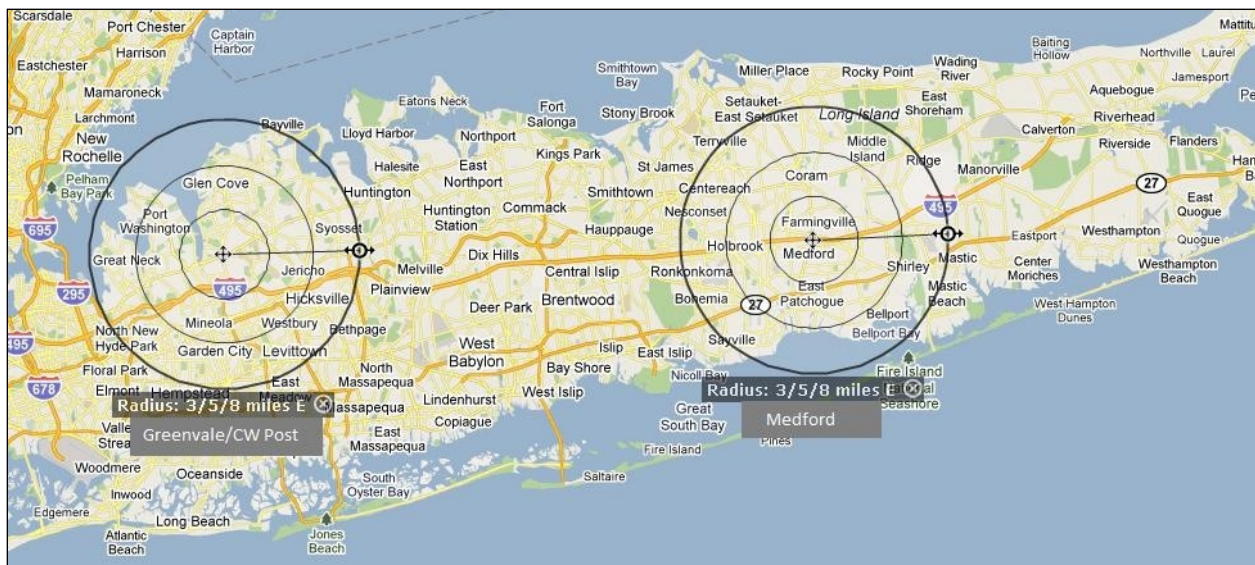 Scarsdale
Port Chester
Captain
Harbor
Harrison
Eastchester
Mamaroneck
Larchmont
New
Rochelle
Pelham
Bay Park
695
295
495
678
Eatons Neck
Bayville
Lloyd Harbor
Northport
Fort
Salonga
Halesite
East
Northport
Kings Park
Glen Cove
Huntington
Port
Washington
Huntington
Station
Commack
Syosset
Great Neck
Jericho
Melville
Dix Hills
Plainview
495
Hicksville
Mineola
Westbury
Bethpage
North New
Hyde Park
Garden City
Levittown
Floral Park
Elmont
Hempstead
East
Meadow
North
Massapequa
Massapequa
Radius: 3/5/8 miles E
Greenvale/CW Post
Valley
Stream
East
Massapequa
Woodmere
Oceanside
Inwood
Edgemere
Long Beach
Atlantic
Beach
South
Oyster Bay
Jones
Beach
Deer Park
West
Babylon
Lindenhurst
Copiague
West Islip
Bay Shore
Islip
East Islip
Brentwood
Central Islip
Hauppauge
Smithtown
St James
Stony Brook
Smithtown
Bay
Nesconset
Ronkonkoma
Bohemia
Holbrook
Centereach
Terryville
Setauket-
East Setauket
Miller Place
Rocky Point
Wading
River
Baiting
Hollow
Northville
Laurel
Jamesport
Aquebogue
Riverhead
Riverside
Flanders
Calverton
East
Shoreham
Long Island
Middle
Island
Ridge
Manorville
Coram
Farmingville
Medford
495
27
27
East
Patchogue
Shirley
Mastic
Mastic
Beach
Bellport
Bellport Bay
Sayville
Eastport
Center
Moriches
Westhampton
East
Quogue
Quogue
Westhampton
Beach
West Hampton
Dunes
Fire Island
Seashore
Nicoll Bay
Radius: 3/5/8 miles E
Medford
Great
South Bay
Pines
Fire Island
Saltaire